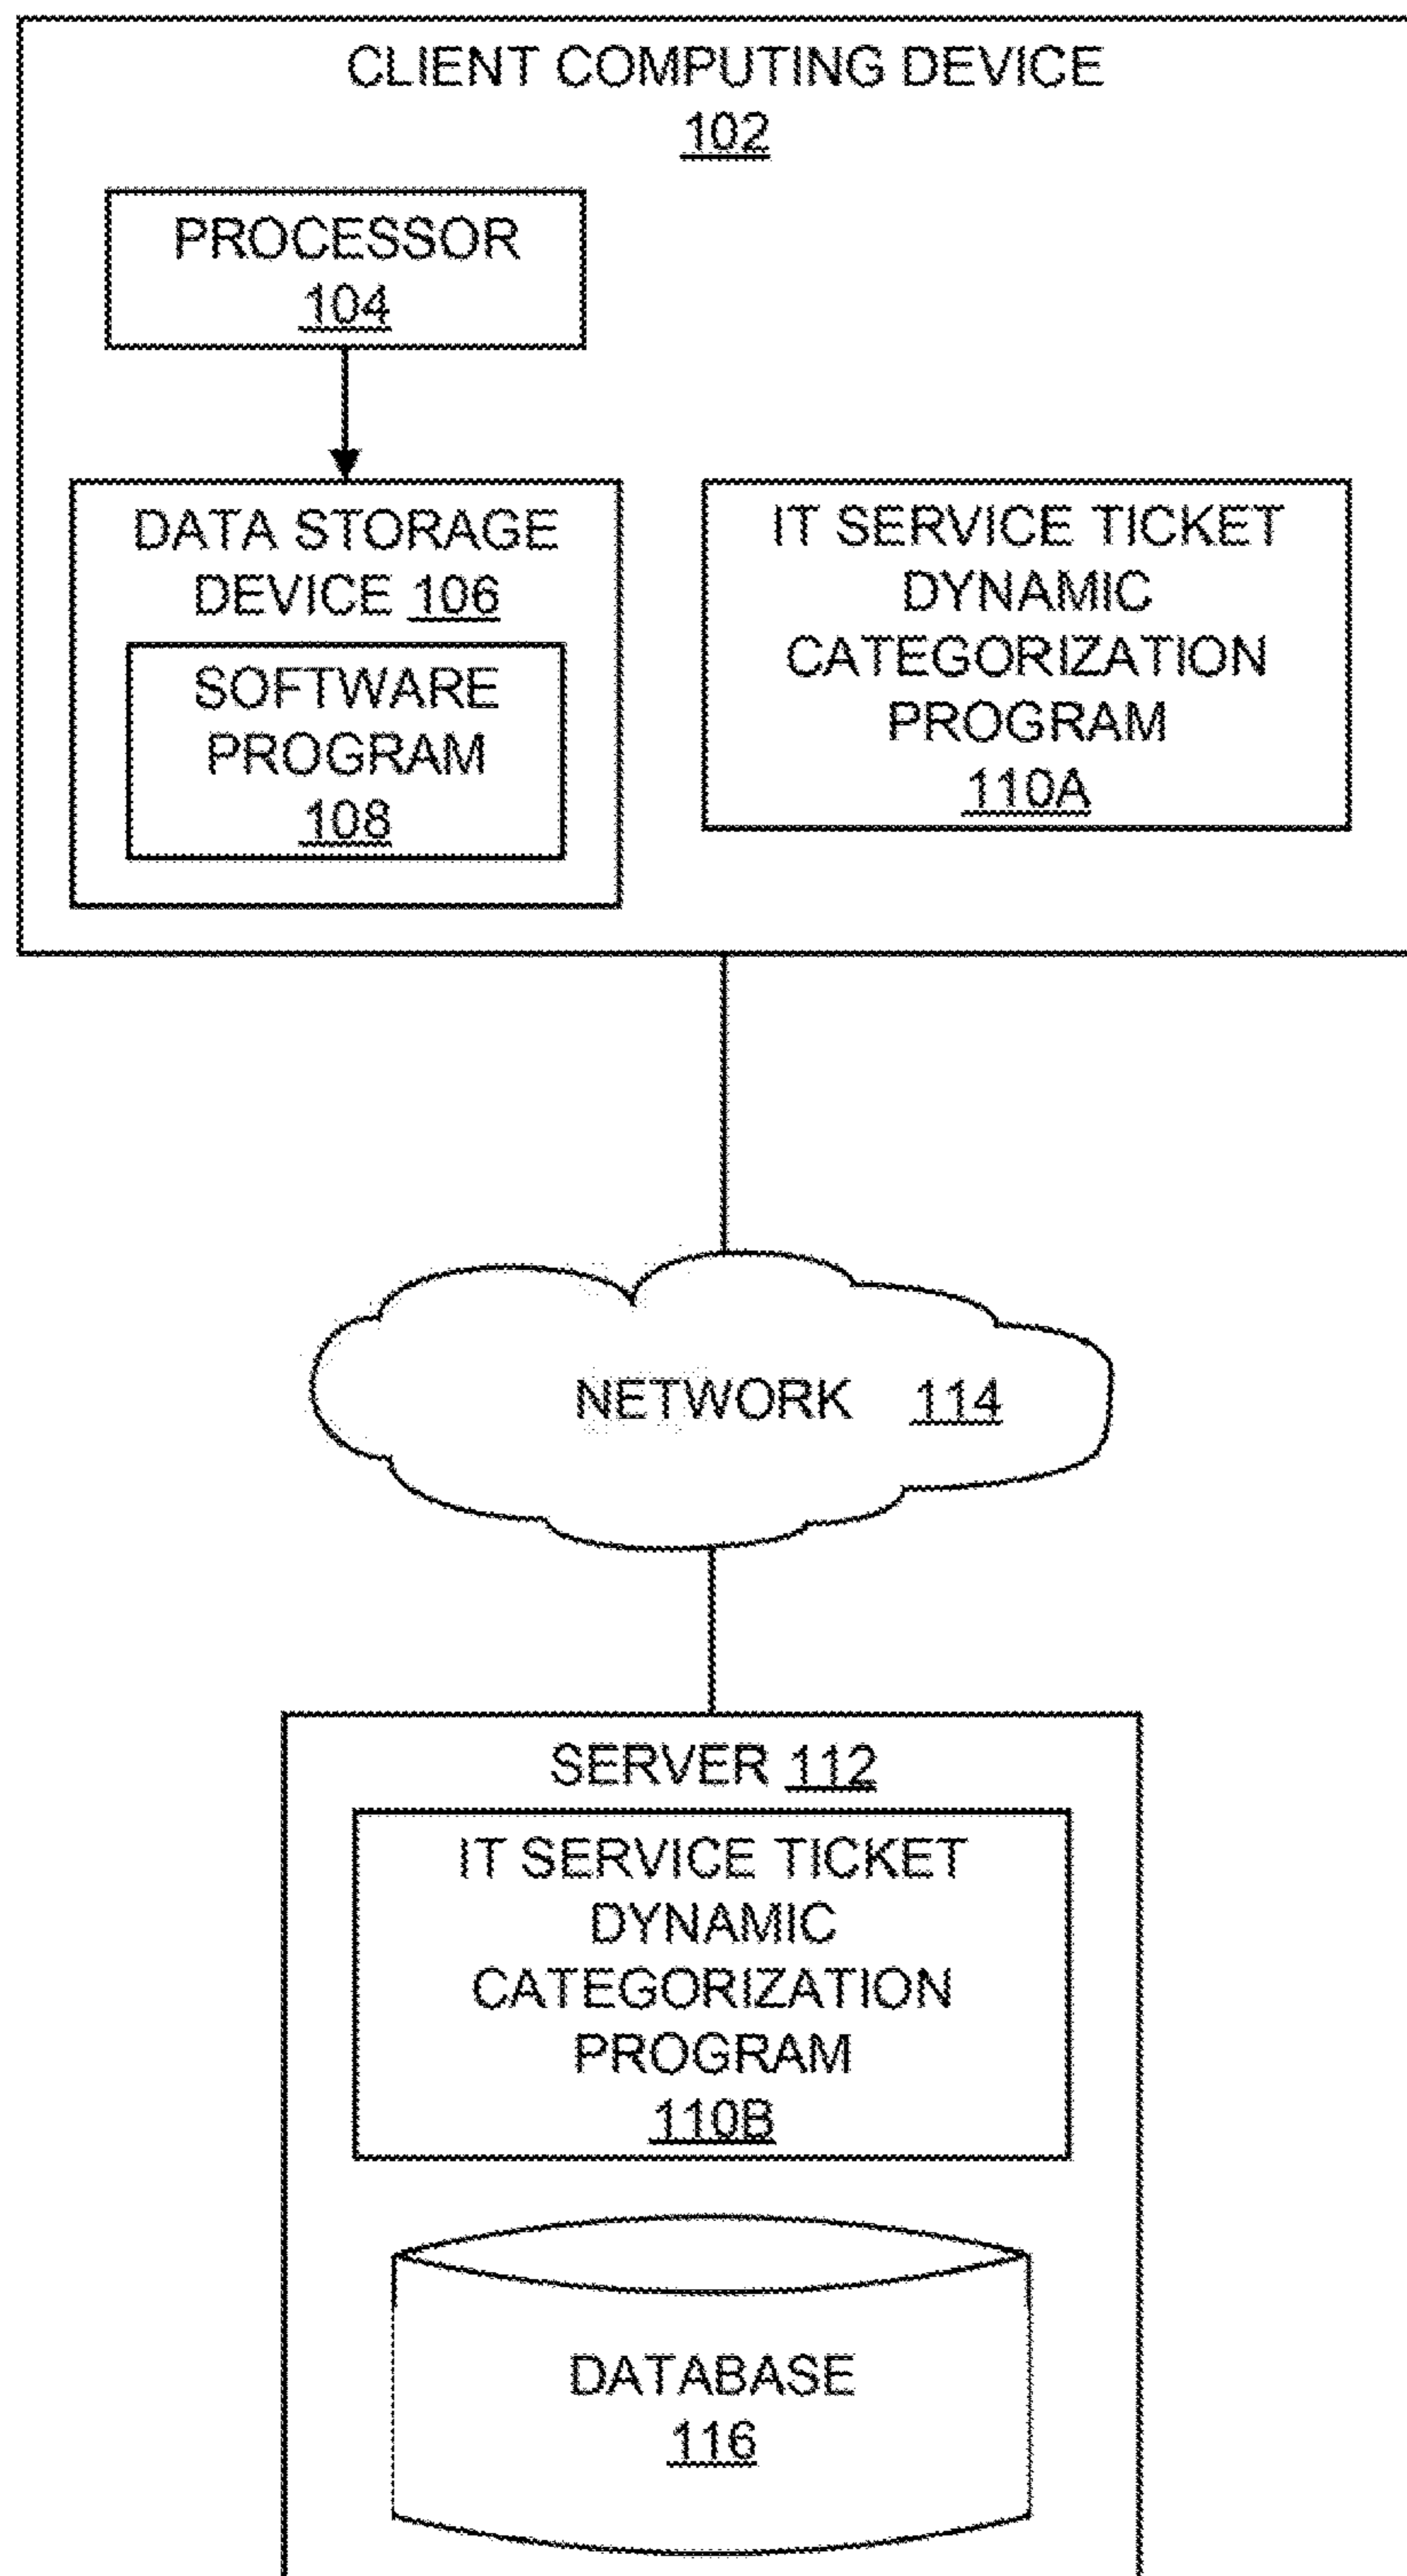 CLIENT COMPUTING DEVICE
102
PROCESSOR
104
DATA STORAGE
DEVICE 106
SOFTWARE
PROGRAM
108
IT SERVICE TICKET
DYNAMIC
CATEGORIZATION
PROGRAM
110A
NETWORK 114
SERVER 112
IT SERVICE TICKET
DYNAMIC
CATEGORIZATION
PROGRAM
110B
DATABASE
116